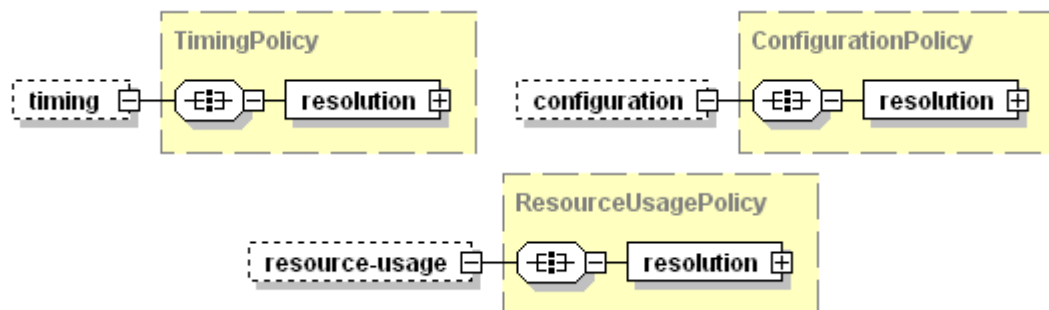 TimingPolicy
timing
resolution
ConfigurationPolicy
configuration
resolution
ResourceUsagePolicy
resource-usage
resolution